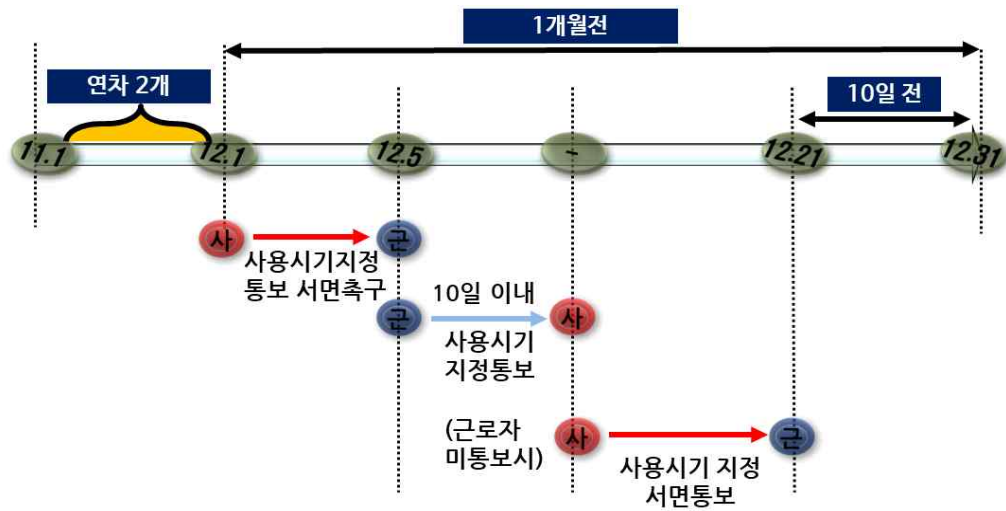 1개월전
연차 2개
10일 전
11.1
12.1
12.5
-
12.21
12.31
사
근
사용시기지정
통보 서면촉구
근
10일 이내
사
사용시기
지정통보
(근로자
미통보시)
사
근
사용시기 지정
서면통보